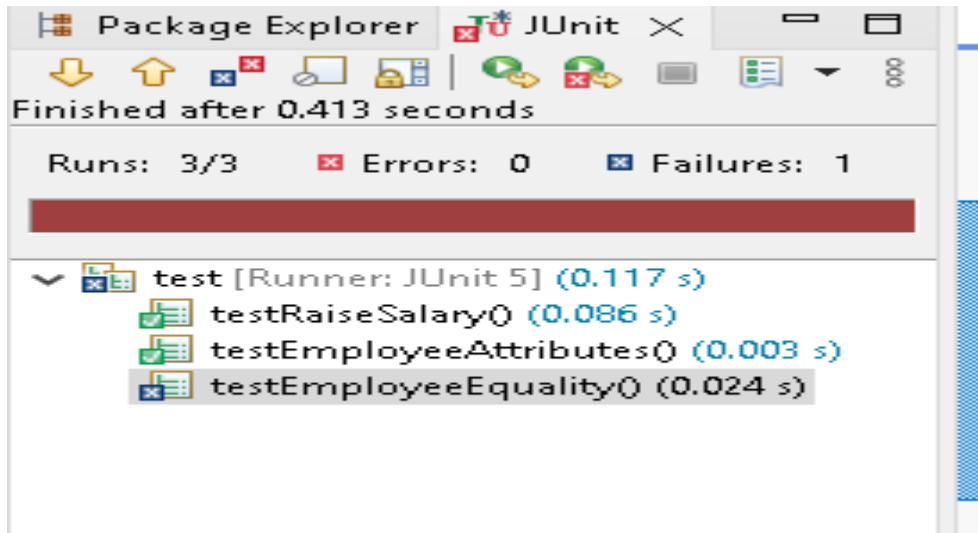 Package Explorer JUnit
Finished after 0.413 seconds
Runs: 3/3 Errors: 0 Failures: 1
test [Runner: JUnit 5] (0.117 s)
testRaiseSalary() (0.086 s)
testEmployeeAttributes() (0.003 s)
testEmployeeEquality() (0.024 s)